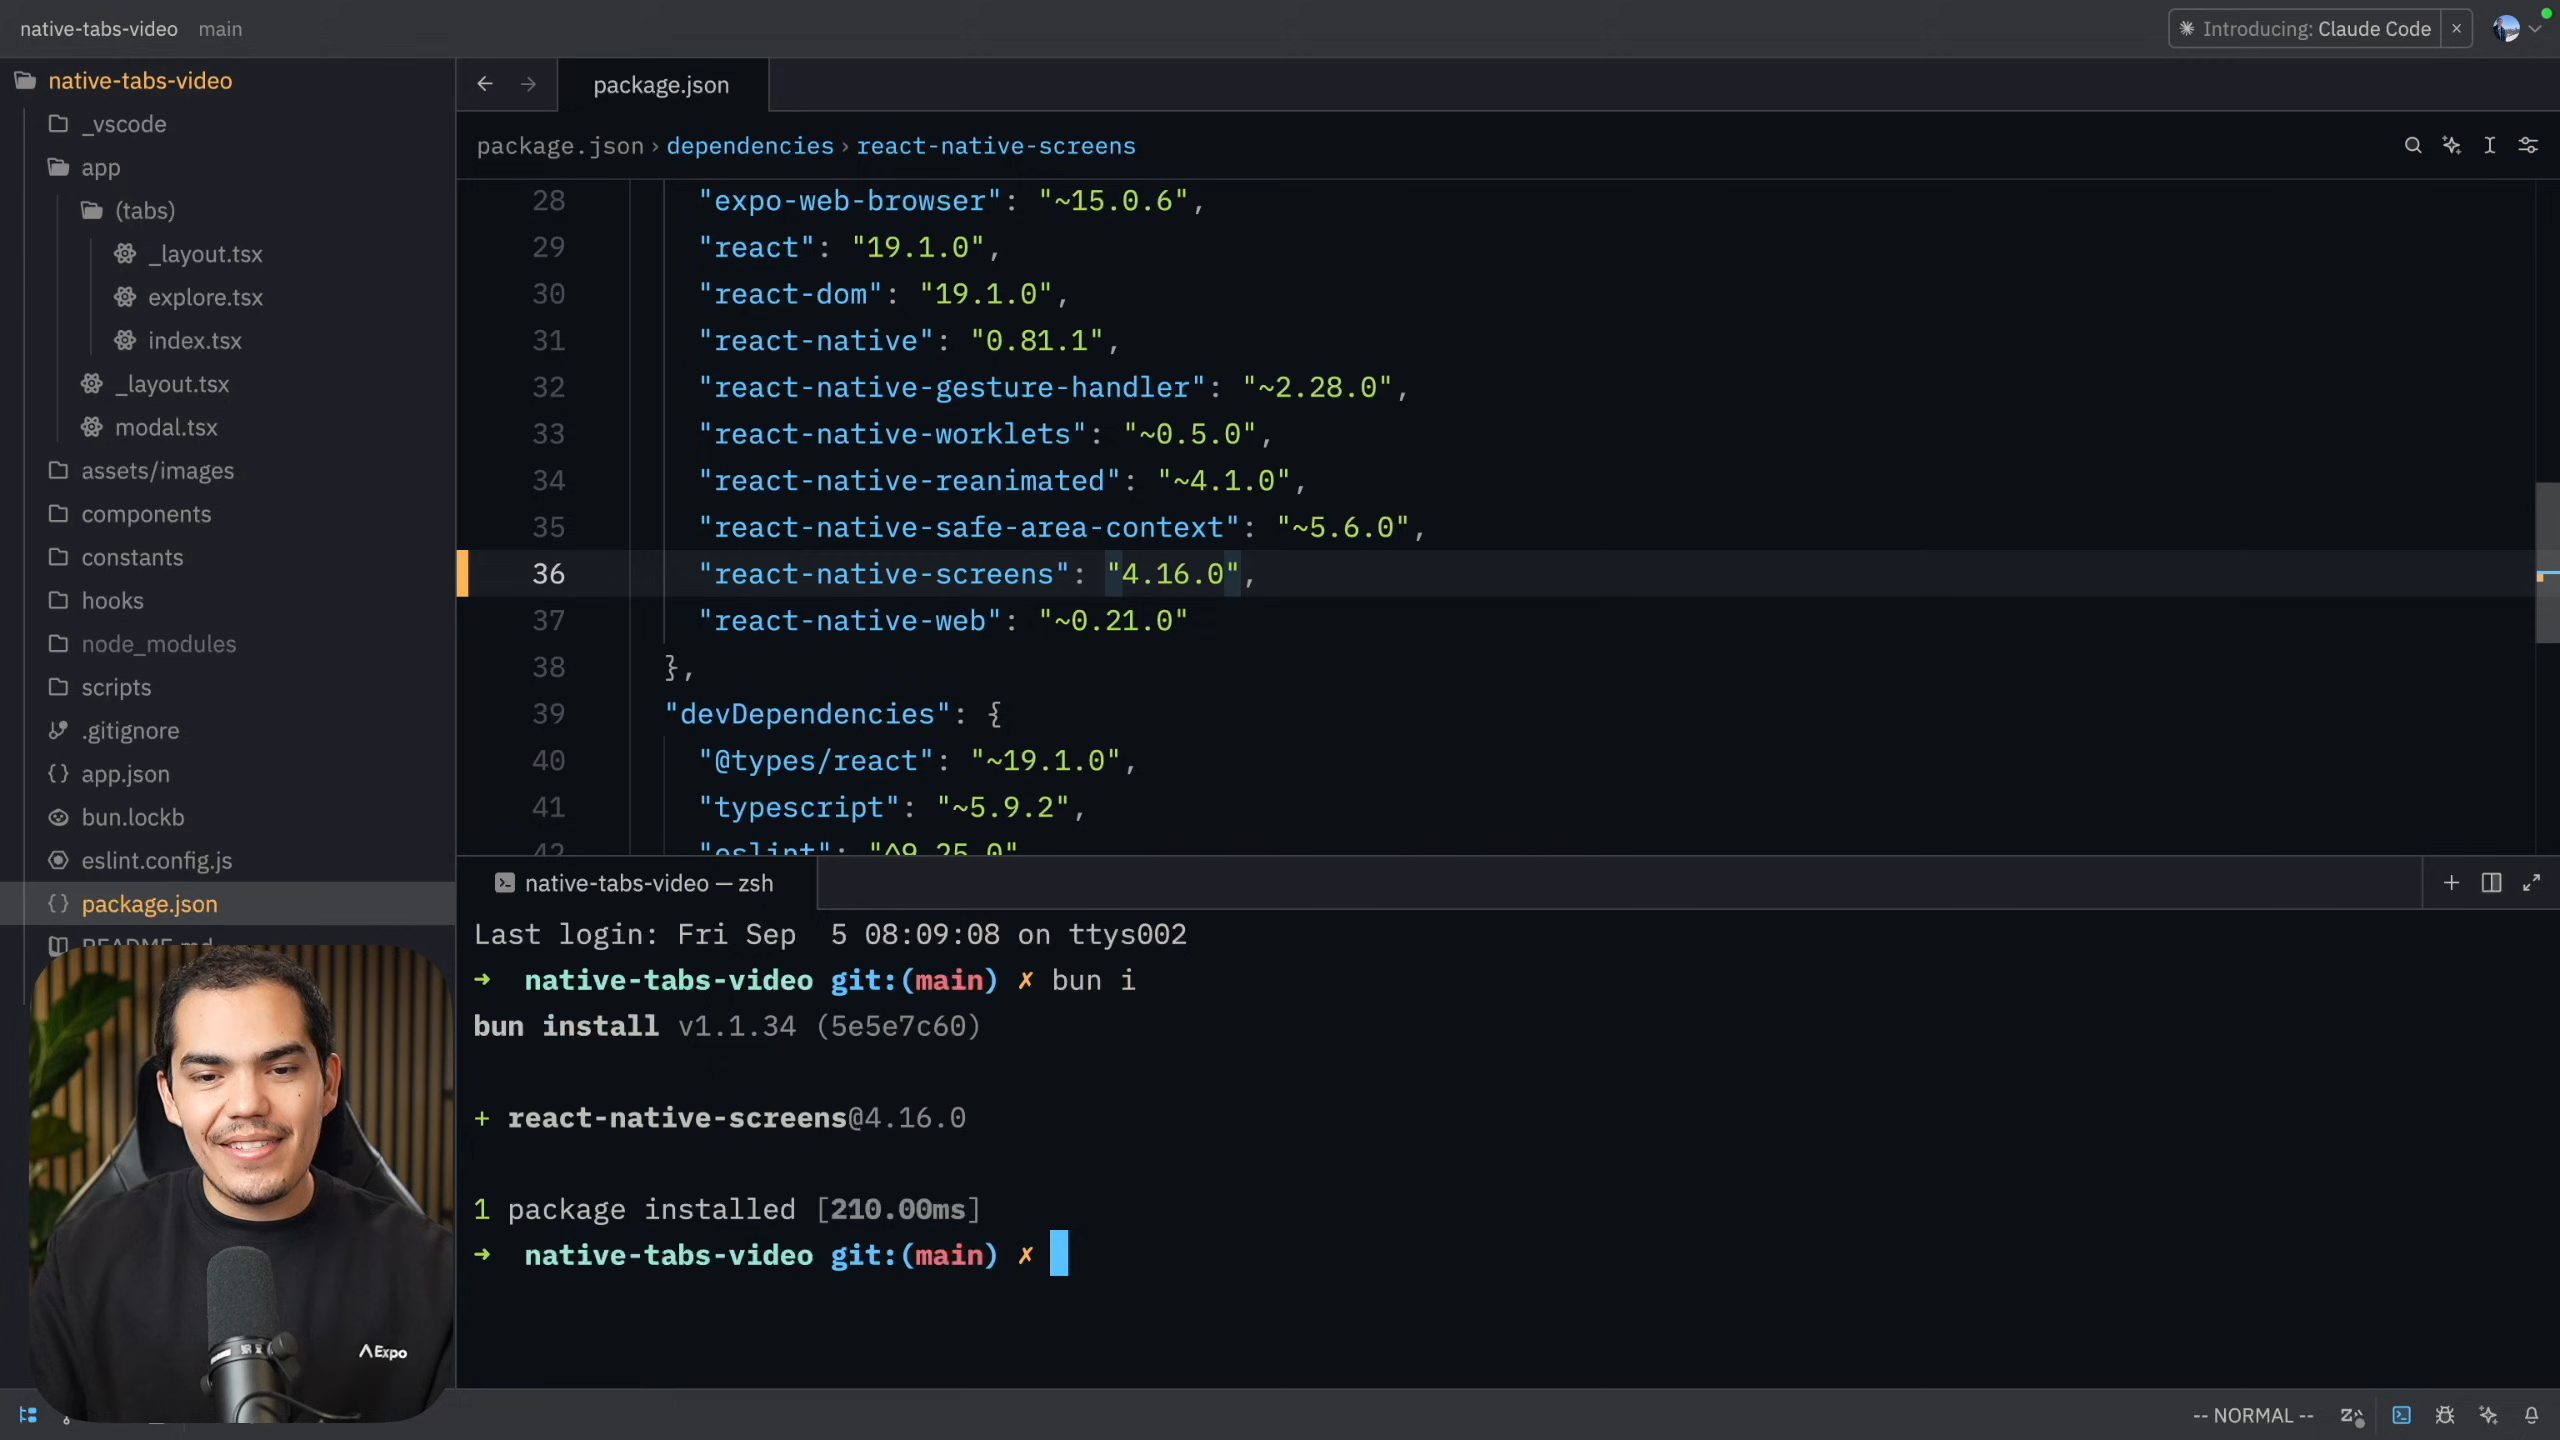 native-tabs-video main
Introducing: Claude Code ×
native-tabs-video
_vscode
app
(tabs)
_layout.tsx
explore.tsx
index.tsx
_layout.tsx
modal.tsx
assets/images
components
constants
hooks
node_modules
scripts
.gitignore
app.json
bun.lockb
eslint.config.js
package.json
README.md
package.json
package.json › dependencies › react-native-screens
28 "expo-web-browser": "~15.0.6",
29 "react": "19.1.0",
30 "react-dom": "19.1.0",
31 "react-native": "0.81.1",
32 "react-native-gesture-handler": "~2.28.0",
33 "react-native-worklets": "~0.5.0",
34 "react-native-reanimated": "~4.1.0",
35 "react-native-safe-area-context": "~5.6.0",
36 "react-native-screens": "4.16.0",
37 "react-native-web": "~0.21.0"
38 },
39 "devDependencies": {
40 "@types/react": "~19.1.0",
41 "typescript": "~5.9.2",
42 "eslint": "^9.25.0"
native-tabs-video — zsh
Last login: Fri Sep  5 08:09:08 on ttys002
➜  native-tabs-video git:(main) ✗ bun i
bun install v1.1.34 (5e5e7c60)
+ react-native-screens@4.16.0
1 package installed [210.00ms]
➜  native-tabs-video git:(main) ✗
Expo
-- NORMAL --